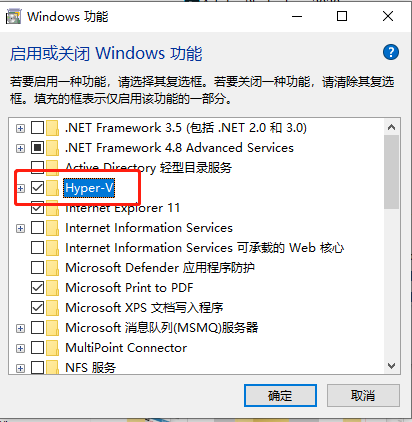 Windows 功能
启用或关闭 Windows 功能
若要启用一种功能，请选择其复选框。若要关闭一种功能，请清除其复选
框。填充的框表示仅启用该功能的一部分。
.NET Framework 3.5 (包括 .NET 2.0 和 3.0)
.NET Framework 4.8 Advanced Services
Active Directory 轻型目录服务
Hyper-V
Internet Explorer 11
Internet Information Services
Internet Information Services 可承载的 Web 核心
Microsoft Defender 应用程序防护
Microsoft Print to PDF
Microsoft XPS 文档写入程序
Microsoft 消息队列(MSMQ)服务器
MultiPoint Connector
NFS 服务
确定
取消